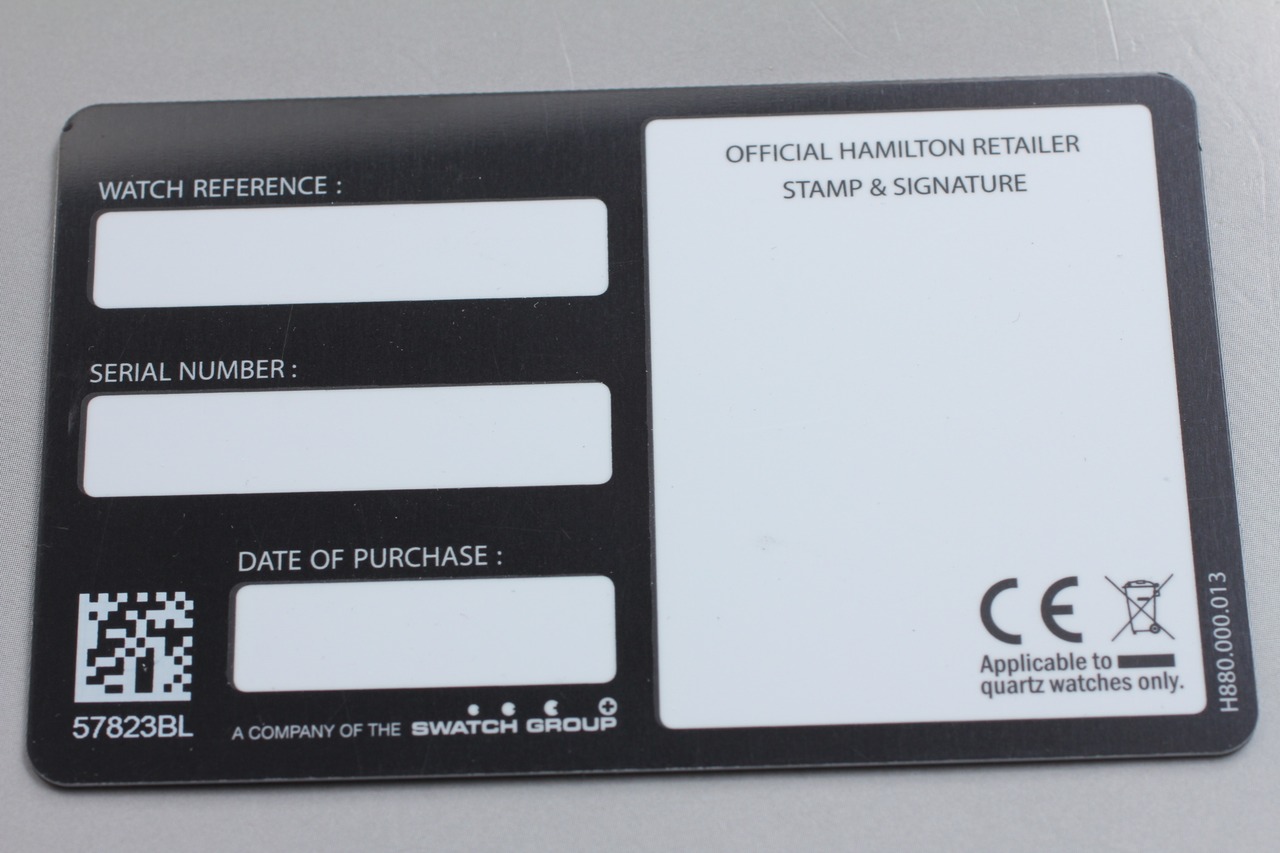 WATCH REFERENCE :
SERIAL NUMBER :
DATE OF PURCHASE :
57823BL
A COMPANY OF THE SWATCH GROUP
OFFICIAL HAMILTON RETAILER
STAMP & SIGNATURE
CE
Applicable to
quartz watches only.
H880.000.013